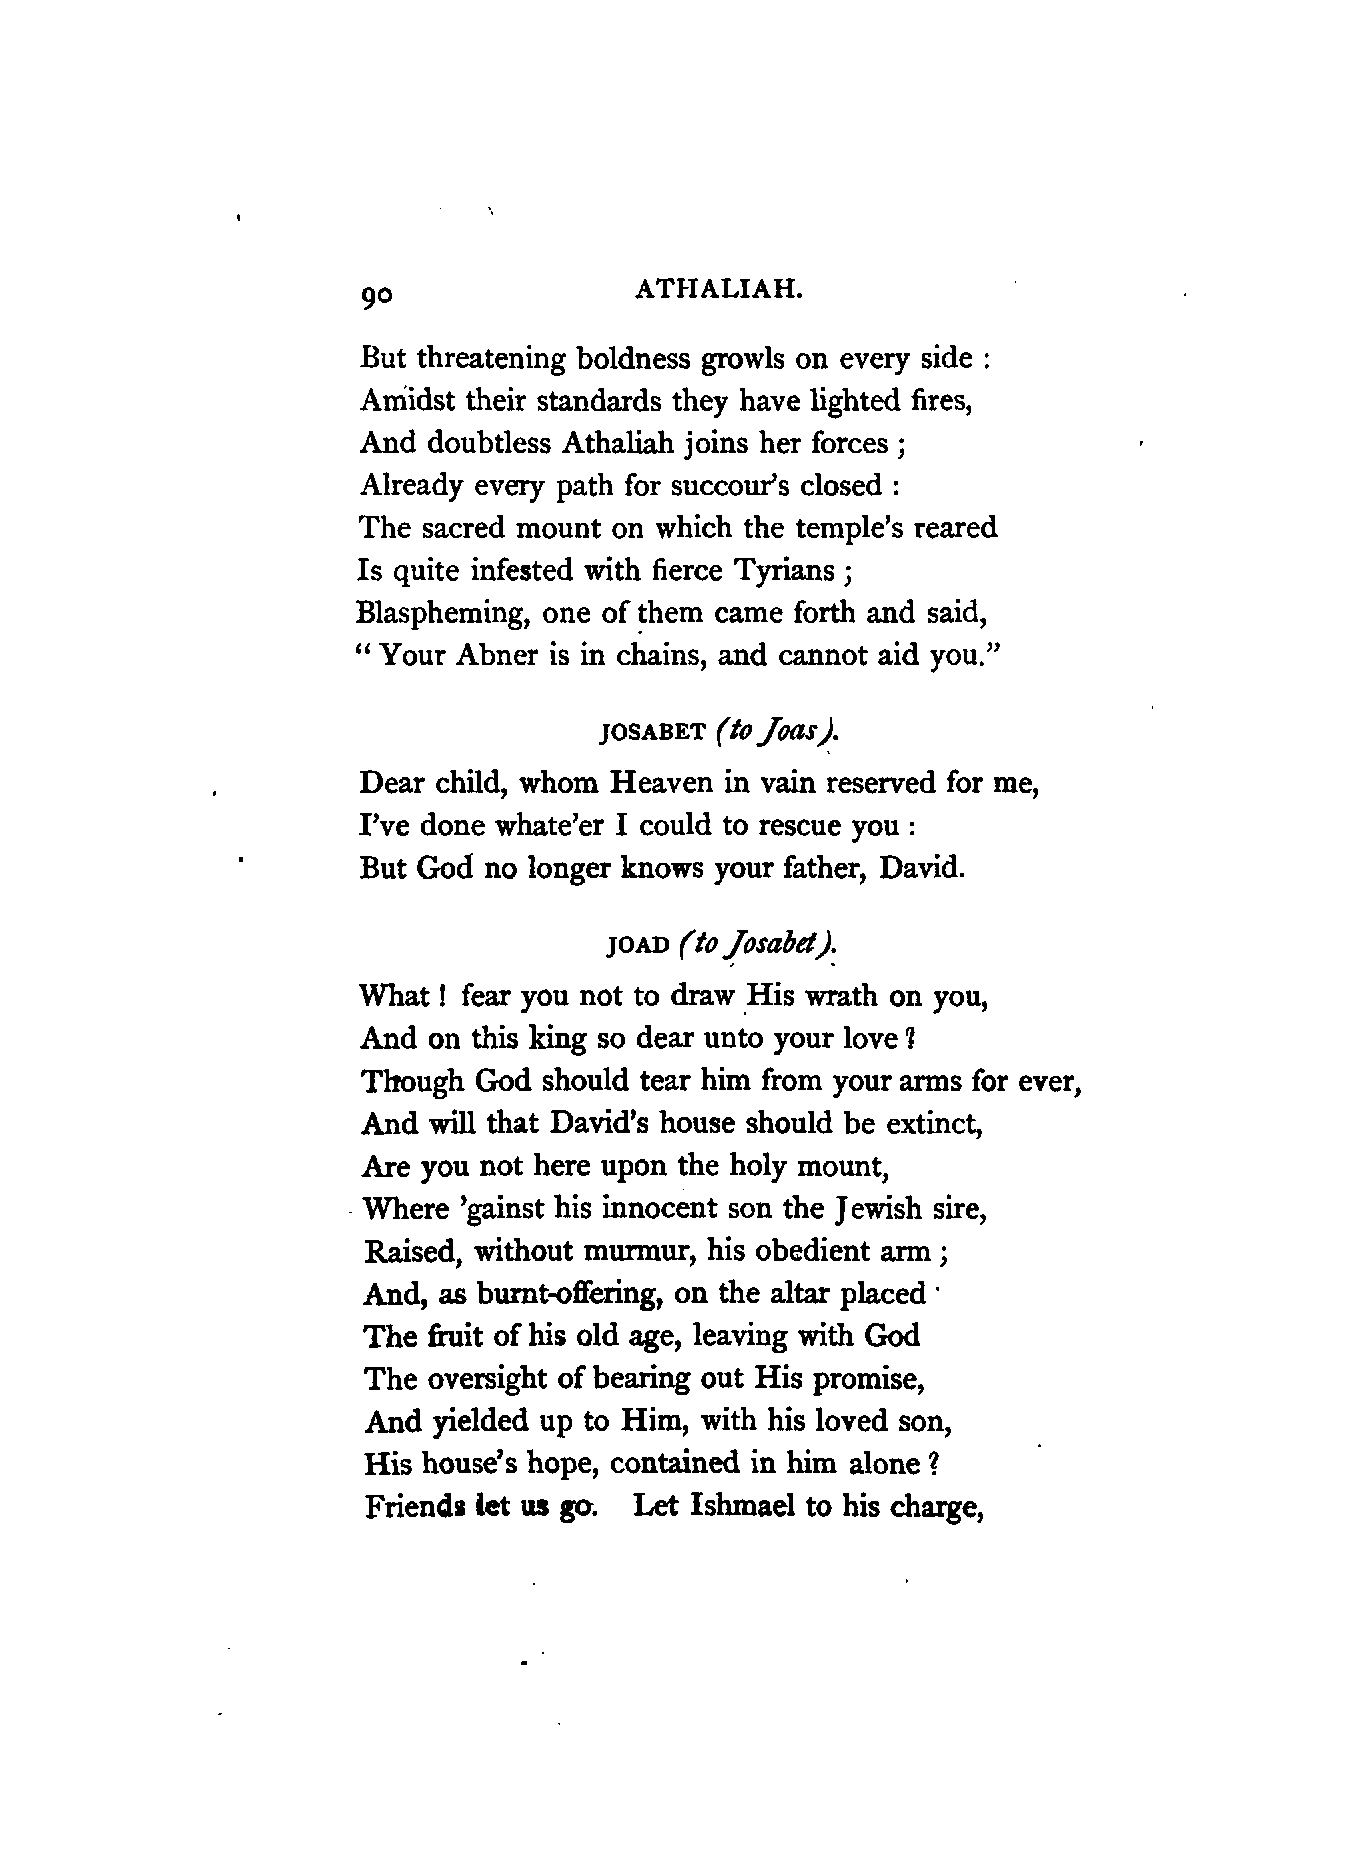 90 ATHALIAH.
But threatening boldness growls on every side :
Amidst their standards they have lighted fires,
And doubtless Athaliah joins her forces ;
Already every path for succour's closed :
The sacred mount on which the temple's reared
Is quite infested with fierce Tyrians ;
Blaspheming, one of them came forth and said,
“ Your Abner is in chains, and cannot aid you.”
JOSABET (to Joas).
Dear child, whom Heaven in vain reserved for me,
I've done whate'er I could to rescue you :
But God no longer knows your father, David.
JOAD (to Josabet).
What ! fear you not to draw His wrath on you,
And on this king so dear unto your love ?
Though God should tear him from your arms for ever,
And will that David's house should be extinct,
Are you not here upon the holy mount,
Where 'gainst his innocent son the Jewish sire,
Raised, without murmur, his obedient arm ;
And, as burnt-offering, on the altar placed
The fruit of his old age, leaving with God
The oversight of bearing out His promise,
And yielded up to Him, with his loved son,
His house's hope, contained in him alone ?
Friends let us go. Let Ishmael to his charge,